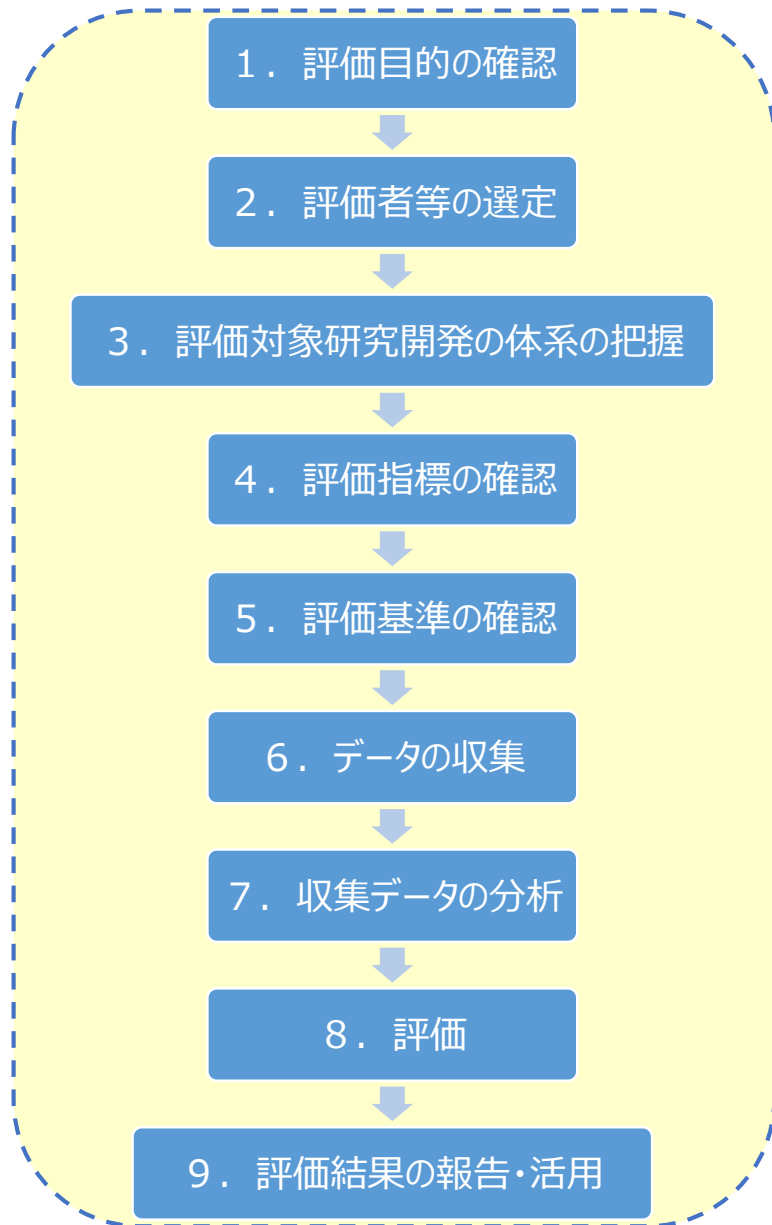 １．評価目的の確認
２．評価者等の選定
３．評価対象研究開発の体系の把握
４．評価指標の確認
５．評価基準の確認
６．データの収集
７．収集データの分析
８．評価
９．評価結果の報告・活用